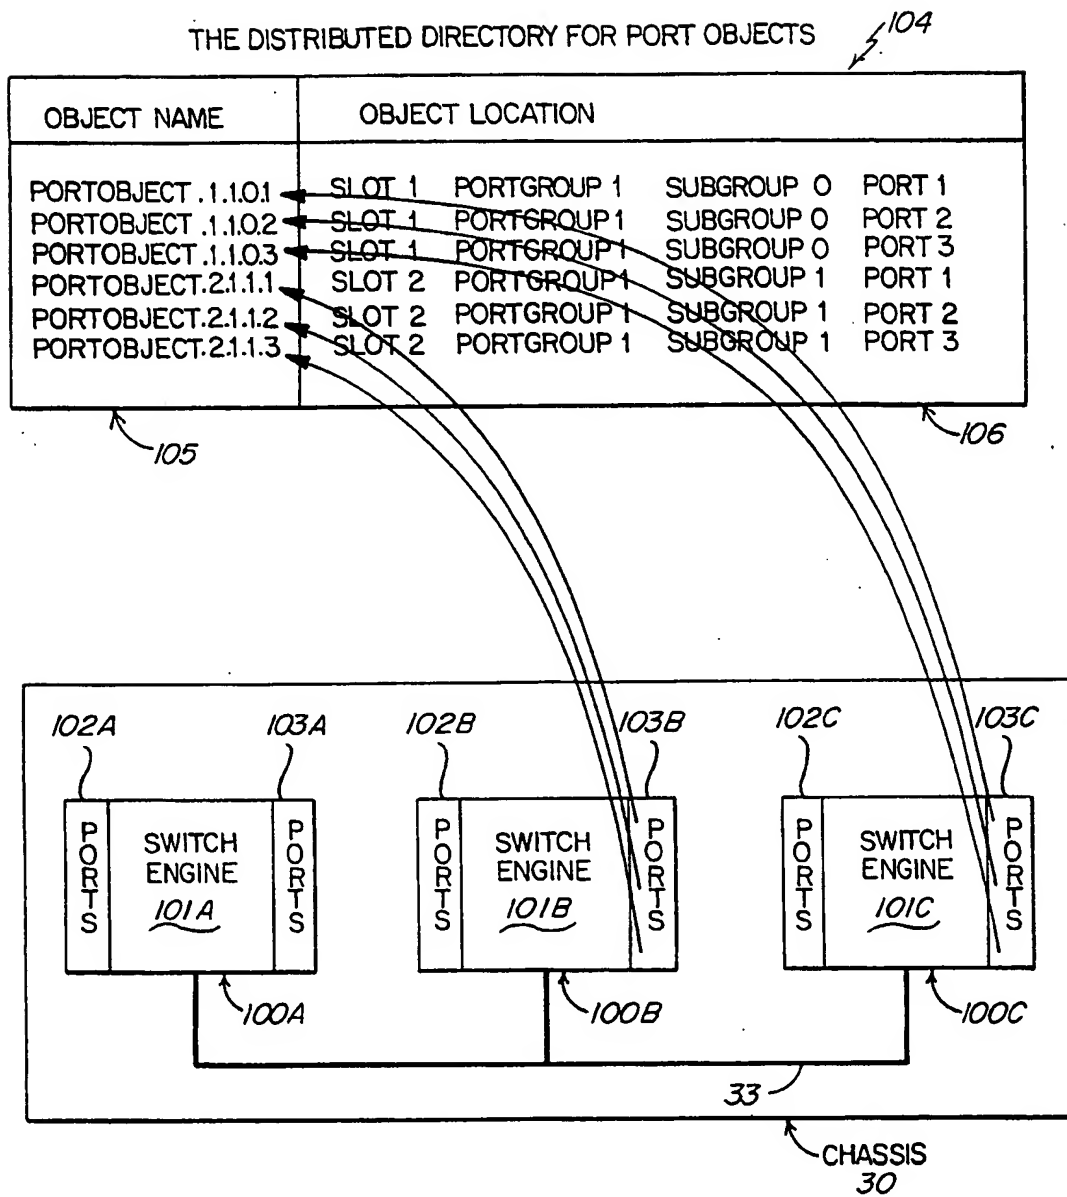 THE DISTRIBUTED DIRECTORY FOR PORT OBJECTS
104
OBJECT NAME OBJECT LOCATION
PORTOBJECT.1.1.0.1 SLOT 1 PORTGROUP 1 SUBGROUP 0 PORT 1
PORTOBJECT.1.1.0.2 SLOT 1 PORTGROUP 1 SUBGROUP 0 PORT 2
PORTOBJECT.1.1.0.3 SLOT 1 PORTGROUP 1 SUBGROUP 0 PORT 3
PORTOBJECT.2.1.1.1 SLOT 2 PORTGROUP 1 SUBGROUP 1 PORT 1
PORTOBJECT.2.1.1.2 SLOT 2 PORTGROUP 1 SUBGROUP 1 PORT 2
PORTOBJECT.2.1.1.3 SLOT 2 PORTGROUP 1 SUBGROUP 1 PORT 3
105 106
102A 103A 102B 103B 102C 103C
PORTS
SWITCH
ENGINE
101A
PORTS
PORTS
SWITCH
ENGINE
101B
PORTS
PORTS
SWITCH
ENGINE
101C
PORTS
100A 100B 100C
33
CHASSIS
30